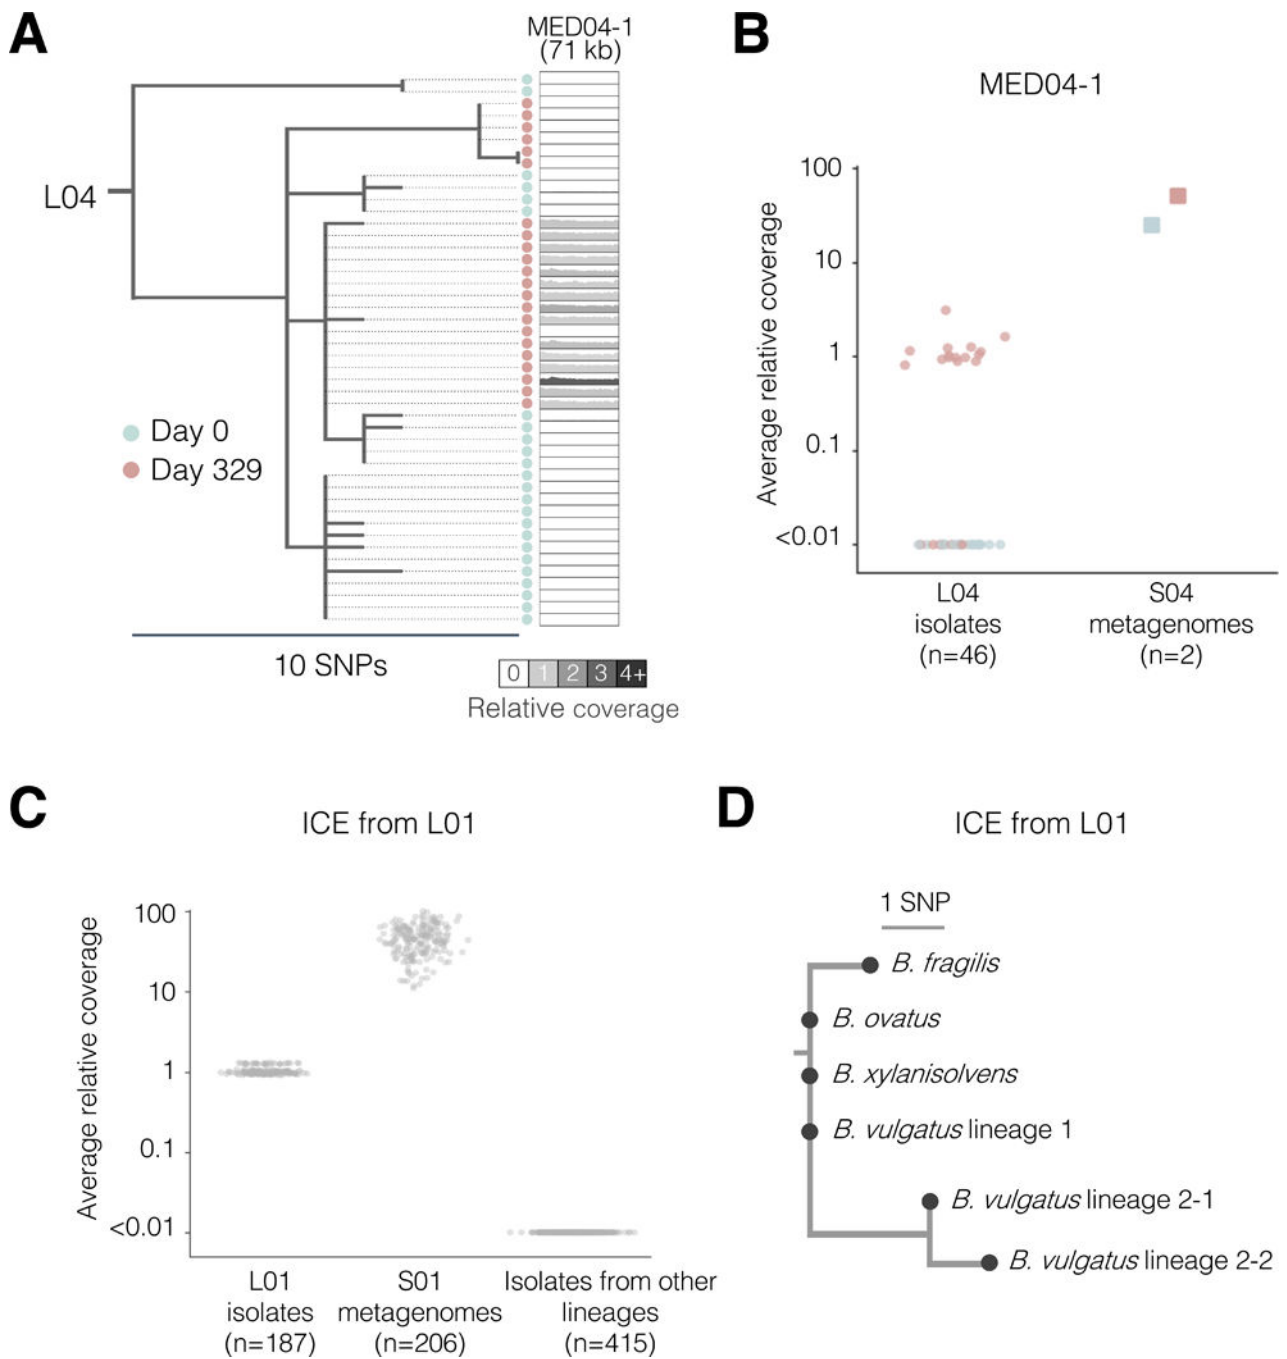 A
MED04-1
(71 kb)
L04
Day 0
Day 329
10 SNPs
0 1 2 3 4+
Relative coverage
B
MED04-1
Average relative coverage
100
10
1
0.1
<0.01
L04
isolates
(n=46)
S04
metagenomes
(n=2)
C
ICE from L01
Average relative coverage
100
10
1
0.1
<0.01
L01
isolates
(n=187)
S01
metagenomes
(n=206)
Isolates from other
lineages
(n=415)
D
ICE from L01
1 SNP
B. fragilis
B. ovatus
B. xylanisolvens
B. vulgatus lineage 1
B. vulgatus lineage 2-1
B. vulgatus lineage 2-2